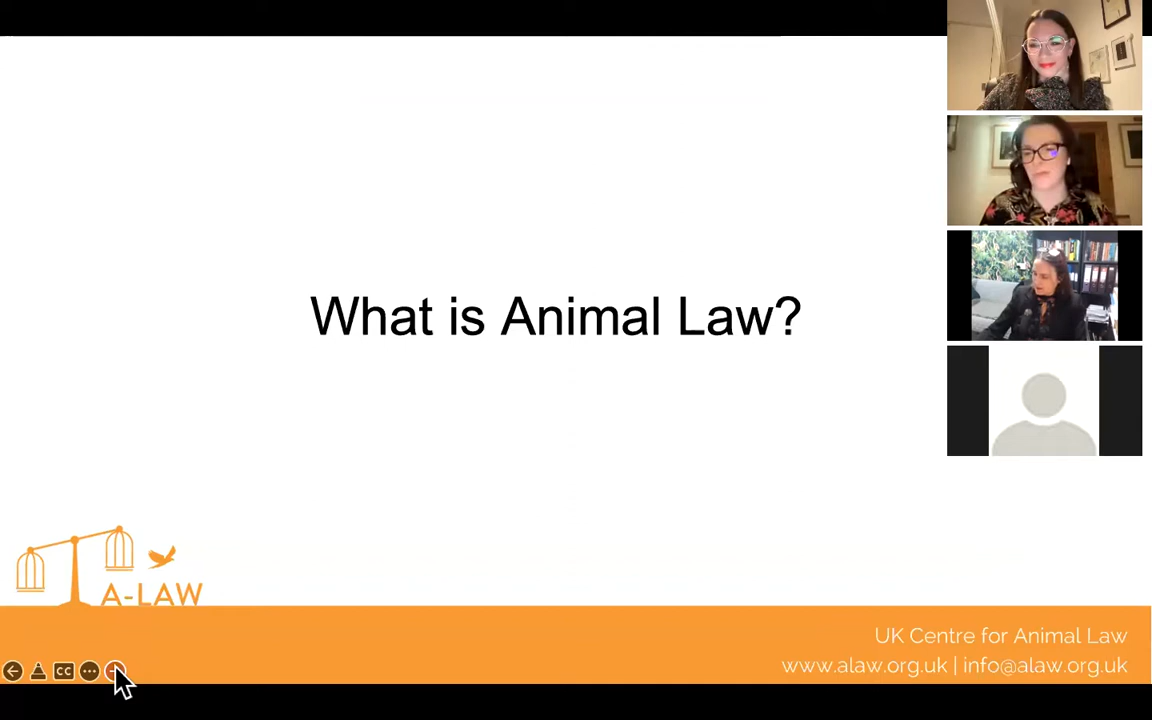 What is Animal Law?
A-LAW
UK Centre for Animal Law
www.alaw.org.uk | info@alaw.org.uk
CC